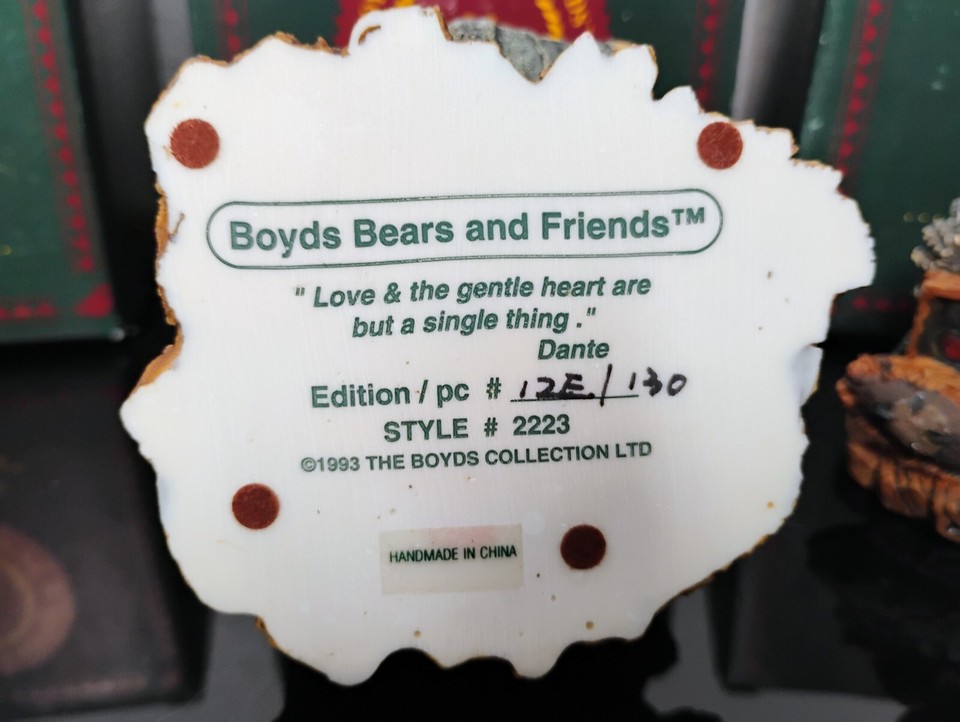 Boyds Bears and Friends™
" Love & the gentle heart are
but a single thing ."
Dante
Edition / pc # 12E/130
STYLE # 2223
©1993 THE BOYDS COLLECTION LTD
HANDMADE IN CHINA